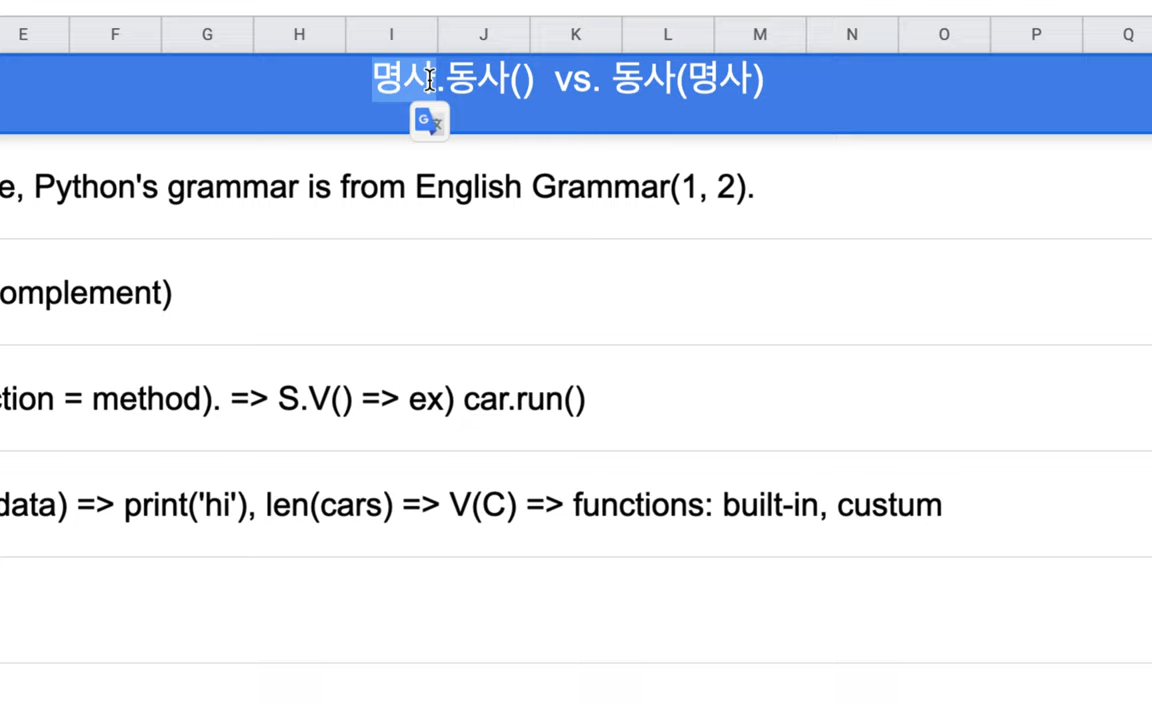 E F G H I J K L M N O P Q
명사.동사() vs. 동사(명사)
e, Python's grammar is from English Grammar(1, 2).
omplement)
ction = method). => S.V() => ex) car.run()
data) => print('hi'), len(cars) => V(C) => functions: built-in, custum